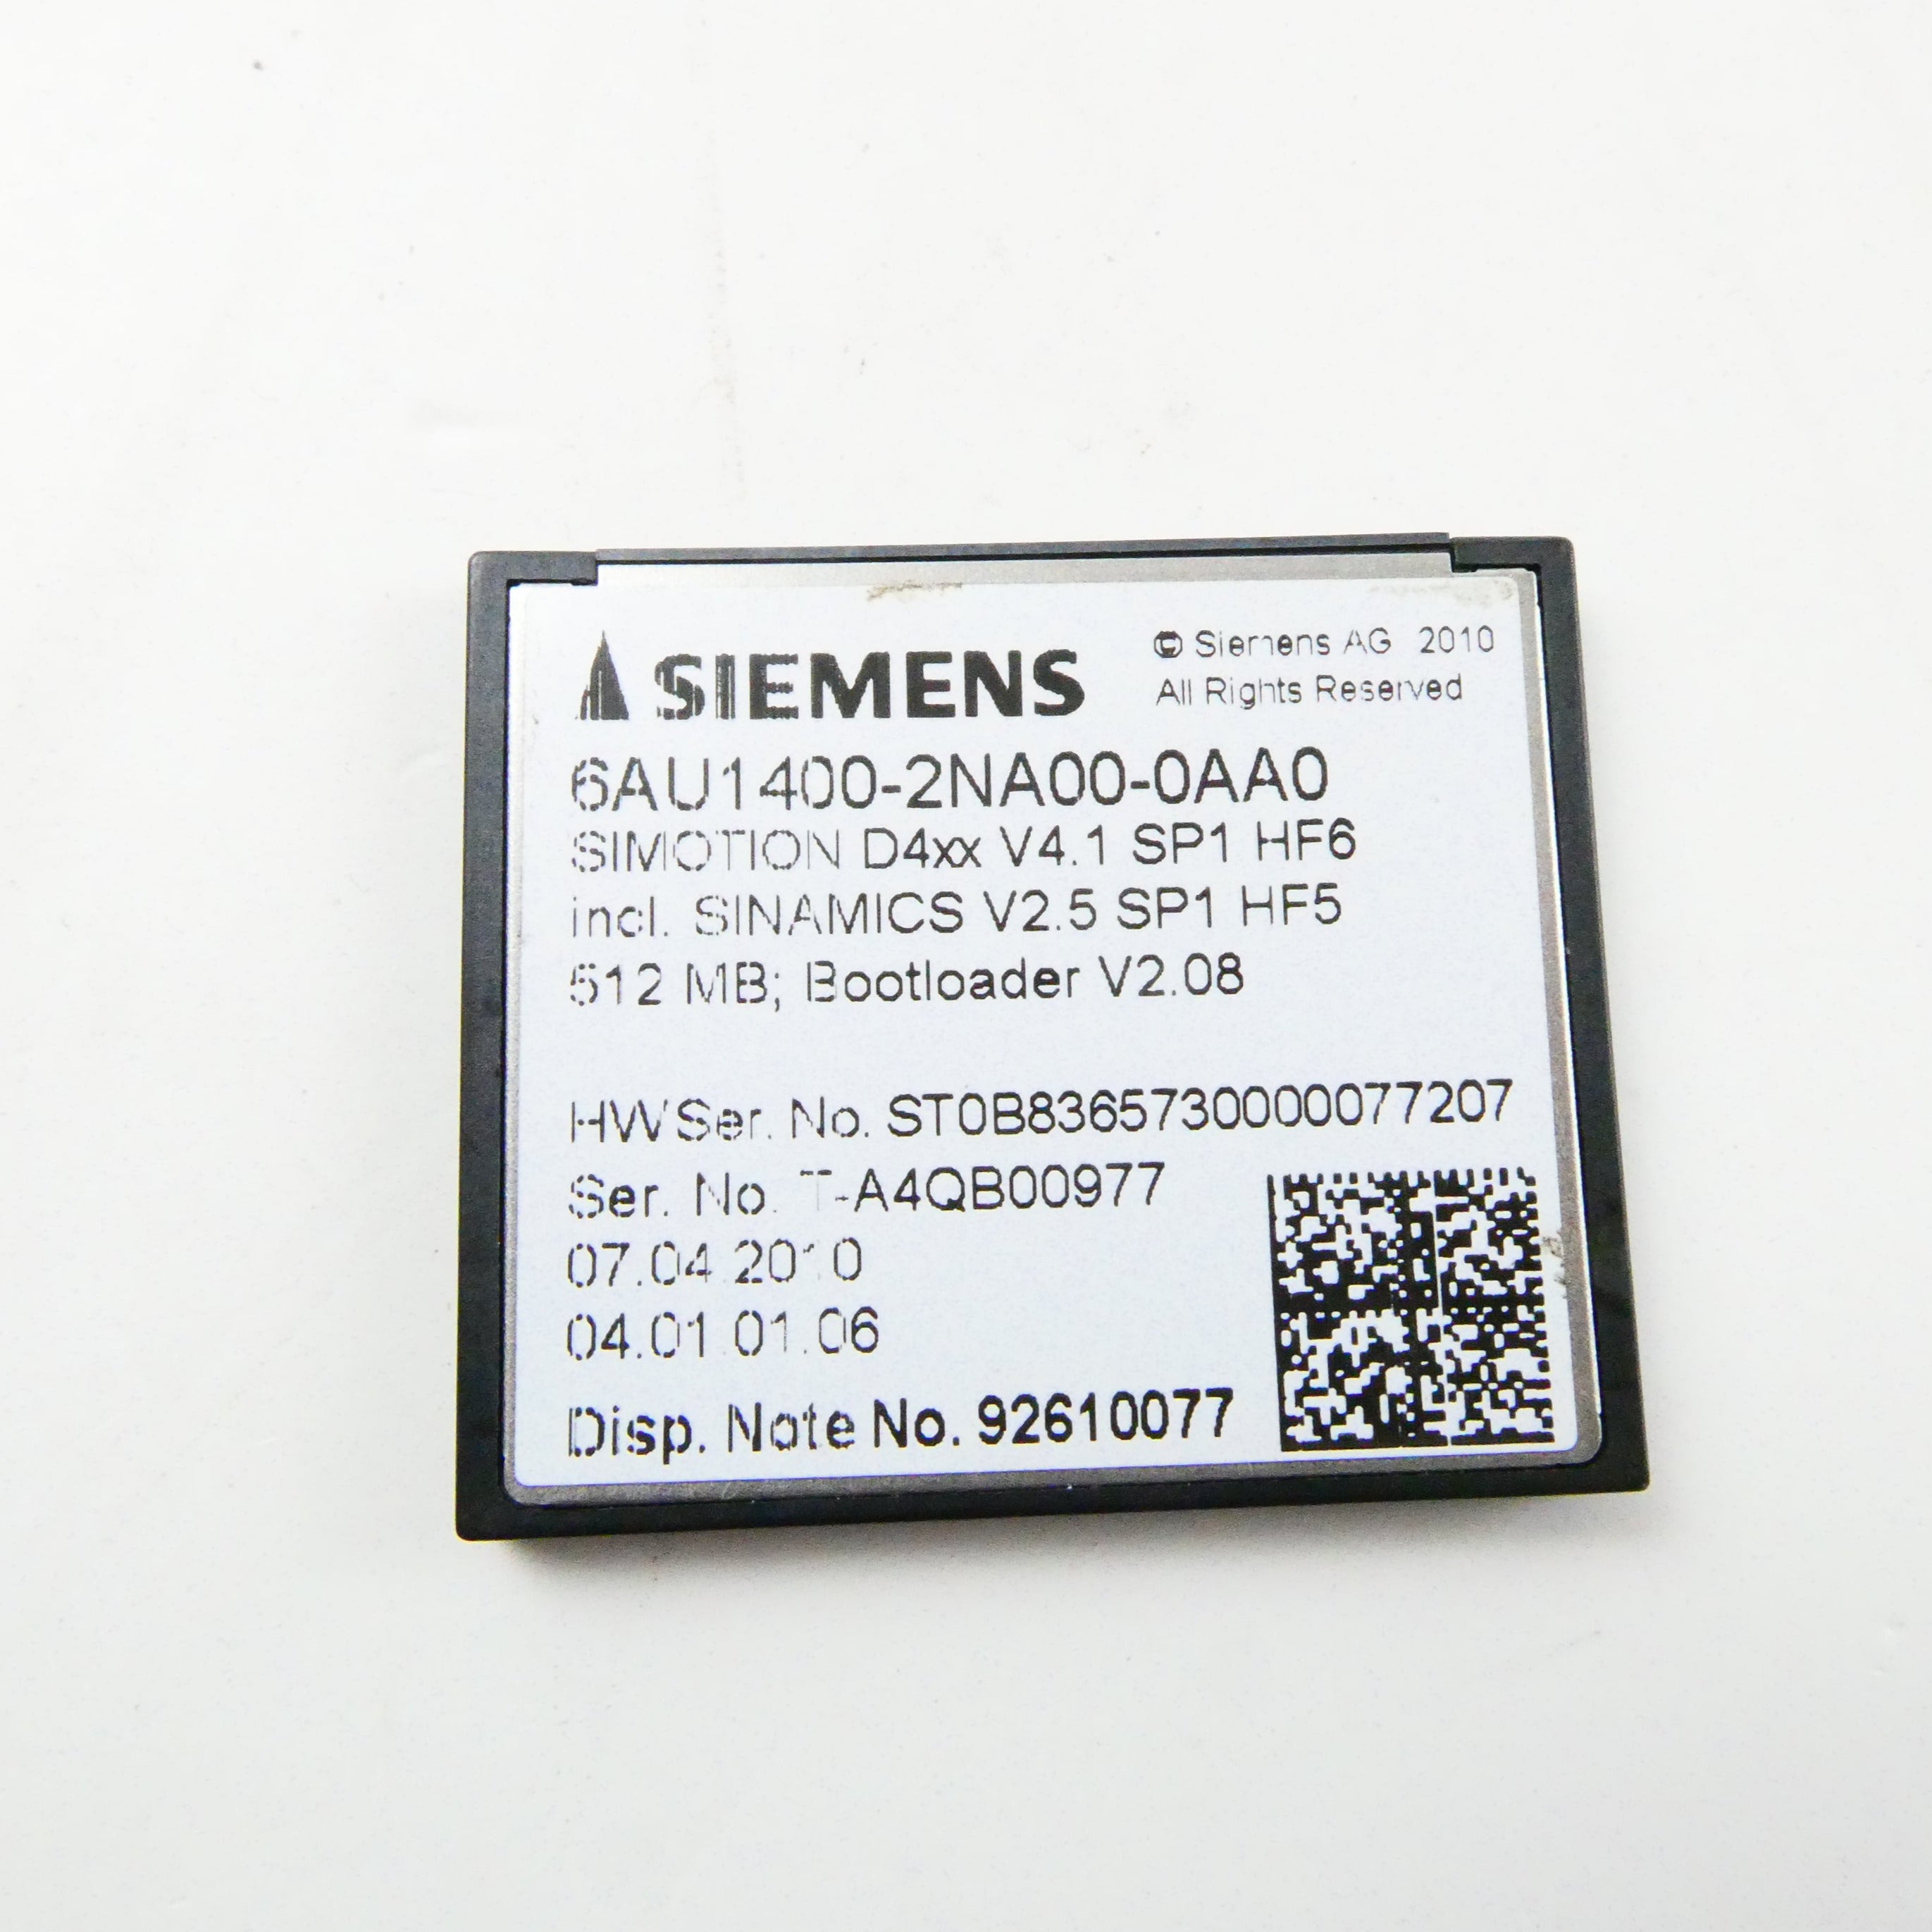 SIEMENS
© Siemens AG 2010
All Rights Reserved
6AU1400-2NA00-0AA0
SIMOTION D4xx V4.1 SP1 HF6
incl. SINAMICS V2.5 SP1 HF5
512 MB; Bootloader V2.08
HW Ser. No. ST0B8365730000077207
Ser. No. T-A4QB00977
07.04.2010
04.01.01.06
Disp. Note No. 92610077